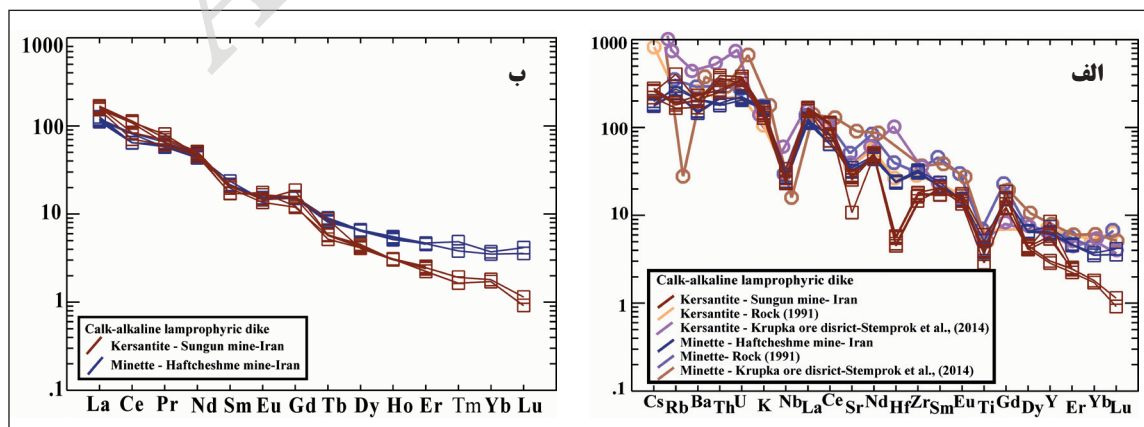 1000
100
10
1
.1
ب
Calk-alkaline lamprophyric dike
Kersantite - Sungun mine-Iran
Minette - Haftcheshme mine-Iran
La Ce Pr Nd Sm Eu Gd Tb Dy Ho Er Tm Yb Lu
1000
100
10
1
.1
الف
Calk-alkaline lamprophyric dike
Kersantite - Sungun mine- Iran
Kersantite - Rock (1991)
Kersantite - Krupka ore disrict-Stemprok et al., (2014)
Minette - Haftcheshme mine- Iran
Minette- Rock (1991)
Minette - Krupka ore disrict-Stemprok et al., (2014)
Cs Rb Ba Th U K Nb La Ce Sr Nd Hf Zr Sm Eu Ti Gd Dy Y Er Yb Lu